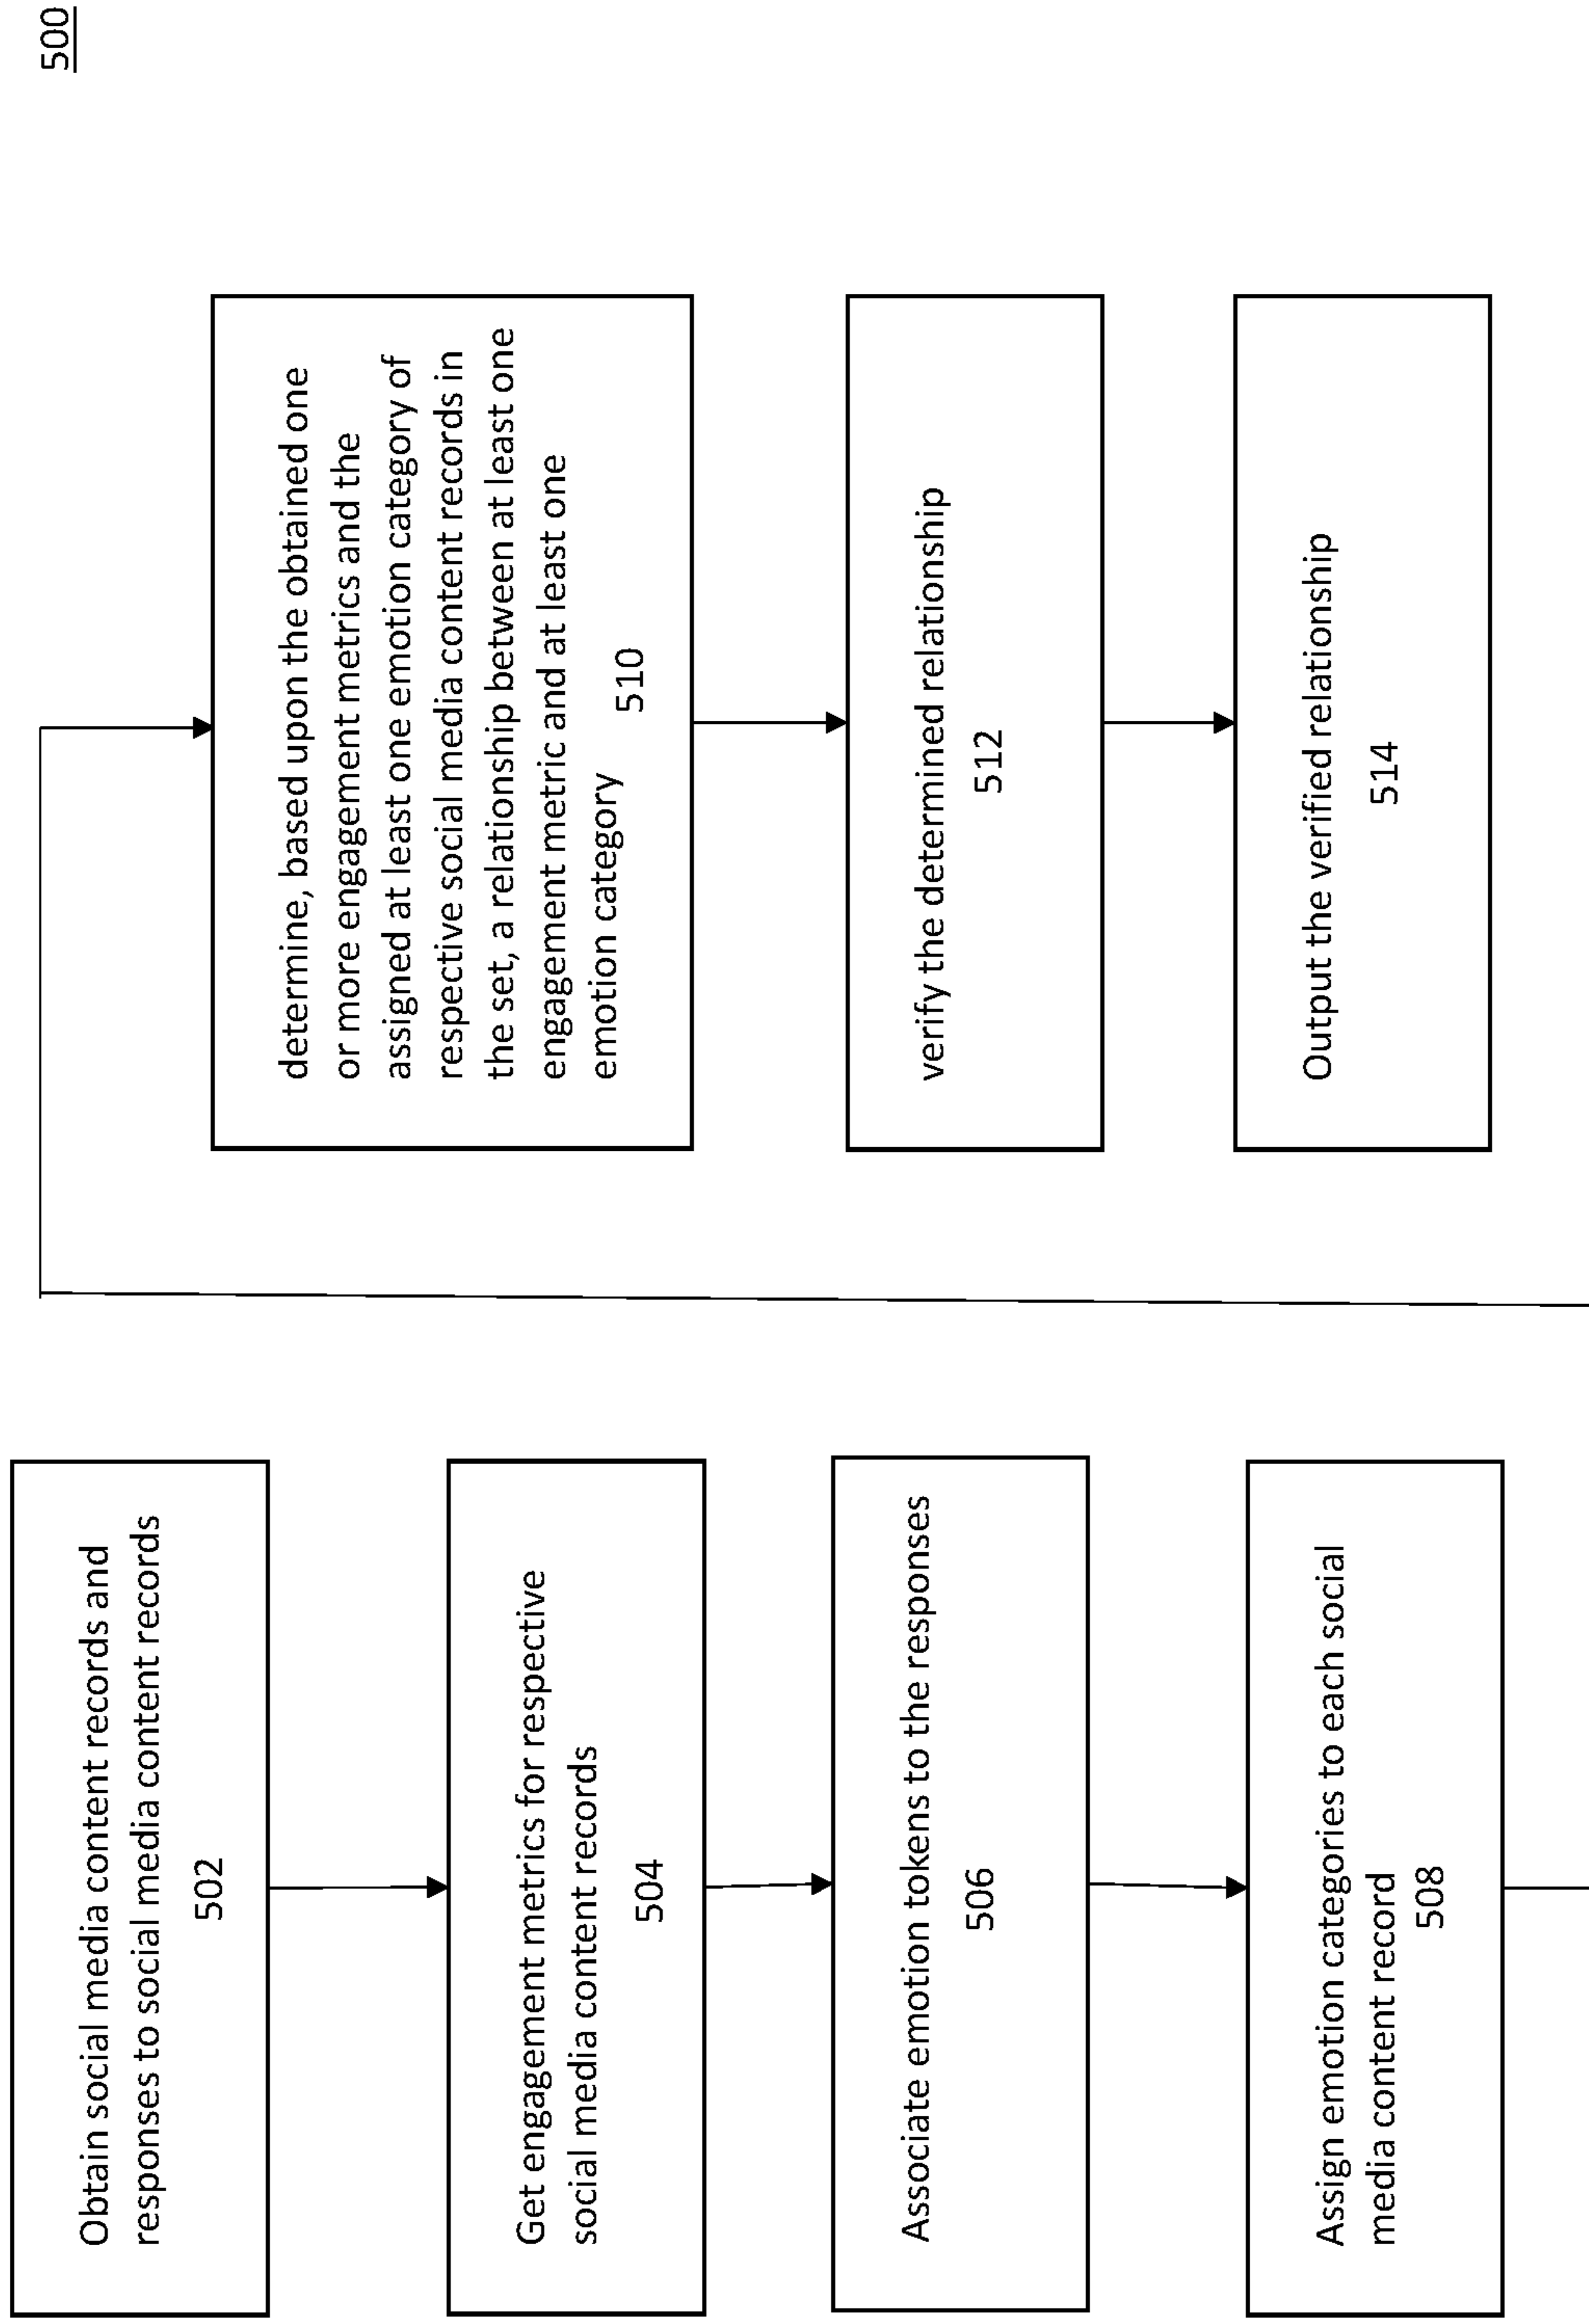 500
Obtain social media content records and
responses to social media content records
502
Get engagement metrics for respective
social media content records
504
Associate emotion tokens to the responses
506
Assign emotion categories to each social
media content record
508
determine, based upon the obtained one
or more engagement metrics and the
assigned at least one emotion category of
respective social media content records in
the set, a relationship between at least one
engagement metric and at least one
emotion category
510
verify the determined relationship
512
Output the verified relationship
514